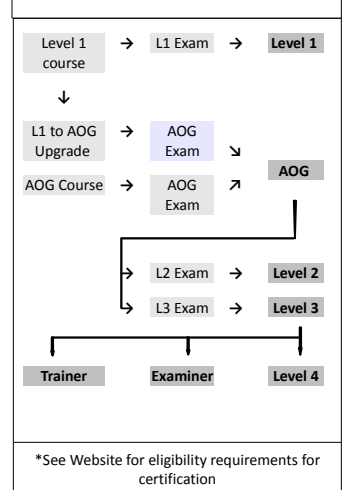 Level 1 course → L1 Exam → Level 1
↓
L1 to AOG Upgrade → AOG Exam ↘
AOG
AOG Course → AOG Exam ↗
L2 Exam → Level 2
L3 Exam → Level 3
Trainer Examiner Level 4
*See Website for eligibility requirements for
certification